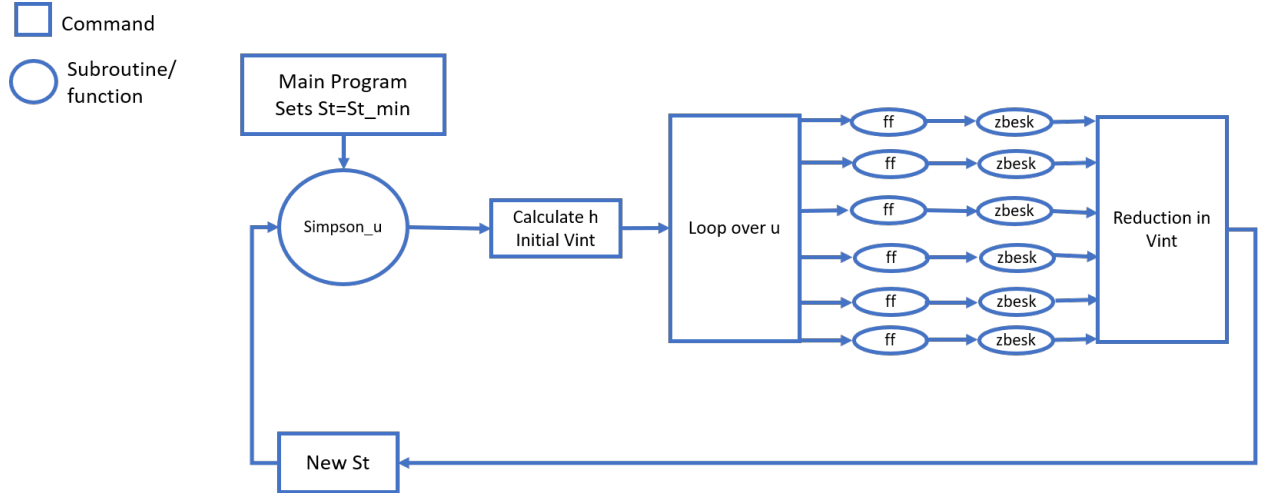 Command
Subroutine/
function
Main Program
Sets St=St_min
Simpson_u
Calculate h
Initial Vint
Loop over u
ff
zbesk
ff
zbesk
ff
zbesk
ff
zbesk
ff
zbesk
ff
zbesk
Reduction in
Vint
New St